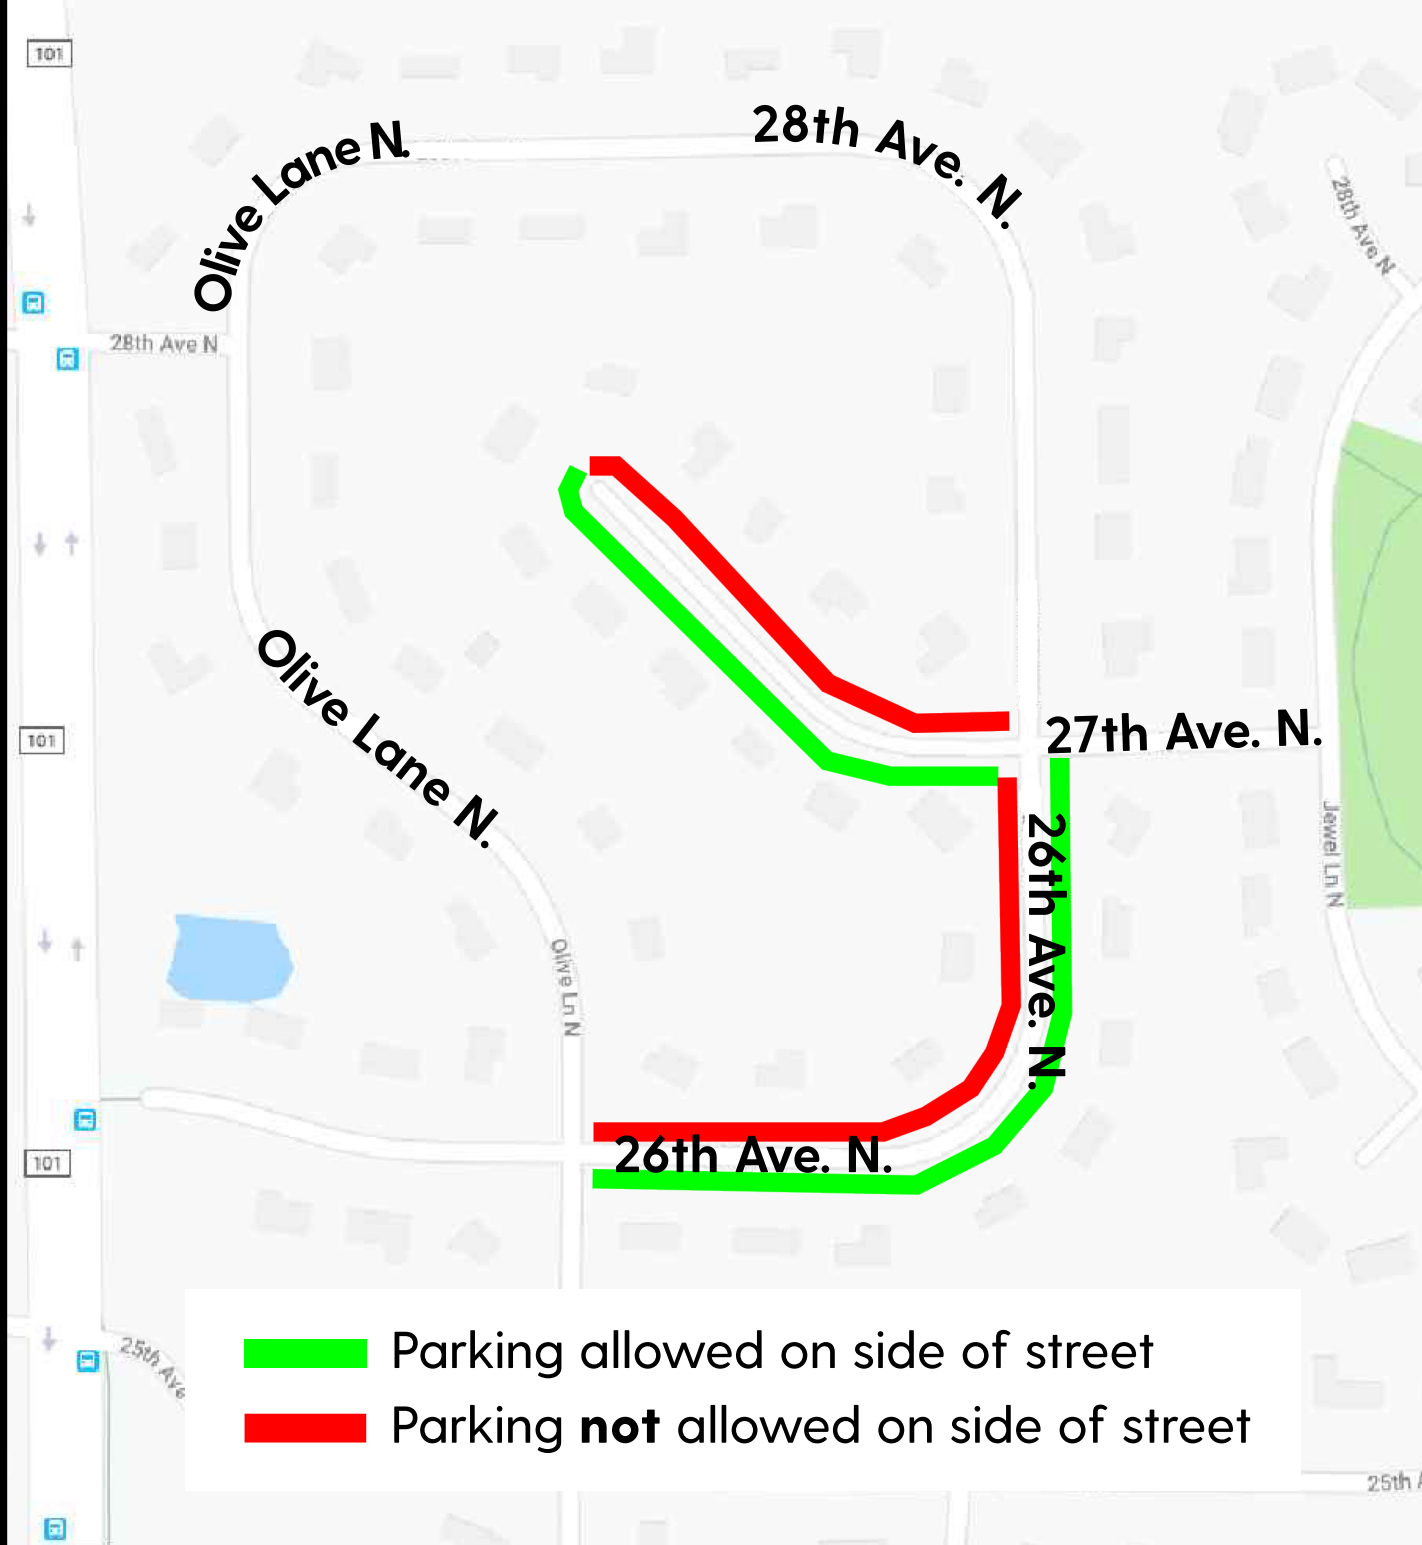 101
Olive Lane N.
28th Ave. N.
28th Ave N
28th Ave N
Olive Lane N.
27th Ave. N.
101
26th Ave. N.
Jewel Ln N
Olive Ln N
26th Ave. N.
101
25th Ave
Parking allowed on side of street
Parking not allowed on side of street
25th A